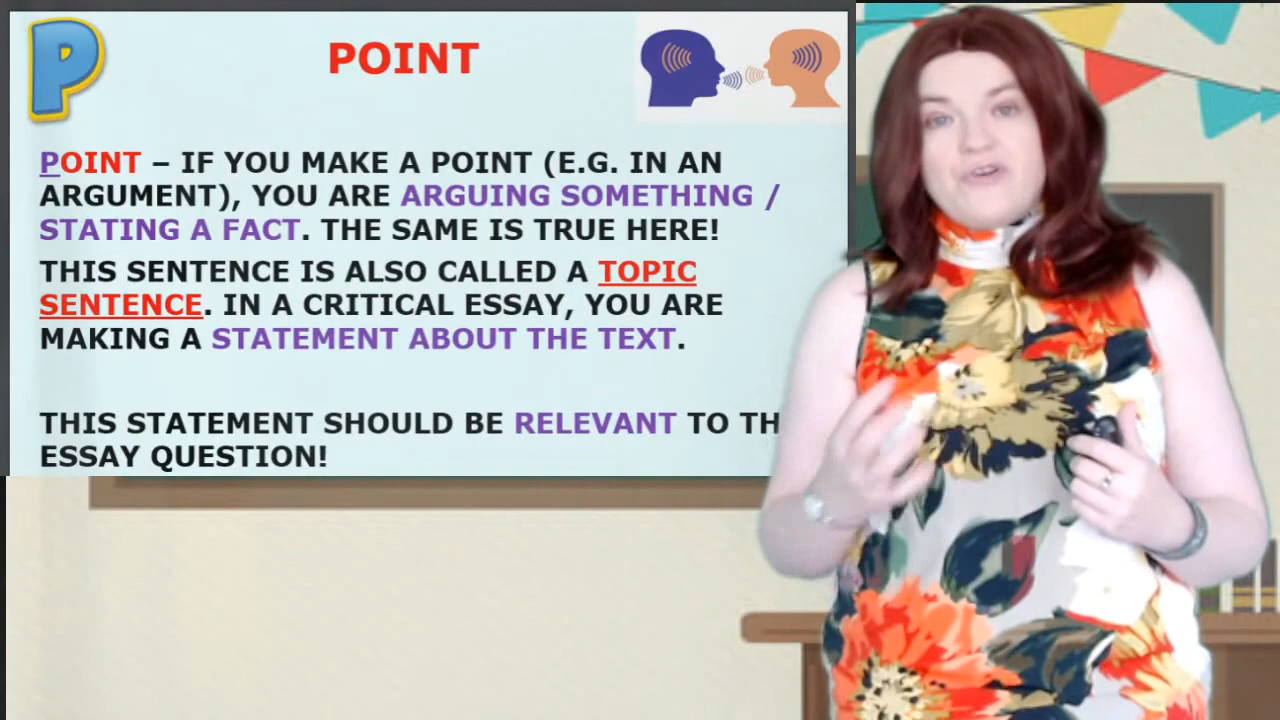 P
POINT
POINT – IF YOU MAKE A POINT (E.G. IN AN
ARGUMENT), YOU ARE ARGUING SOMETHING /
STATING A FACT. THE SAME IS TRUE HERE!
THIS SENTENCE IS ALSO CALLED A TOPIC
SENTENCE. IN A CRITICAL ESSAY, YOU ARE
MAKING A STATEMENT ABOUT THE TEXT.
THIS STATEMENT SHOULD BE RELEVANT TO TH
ESSAY QUESTION!